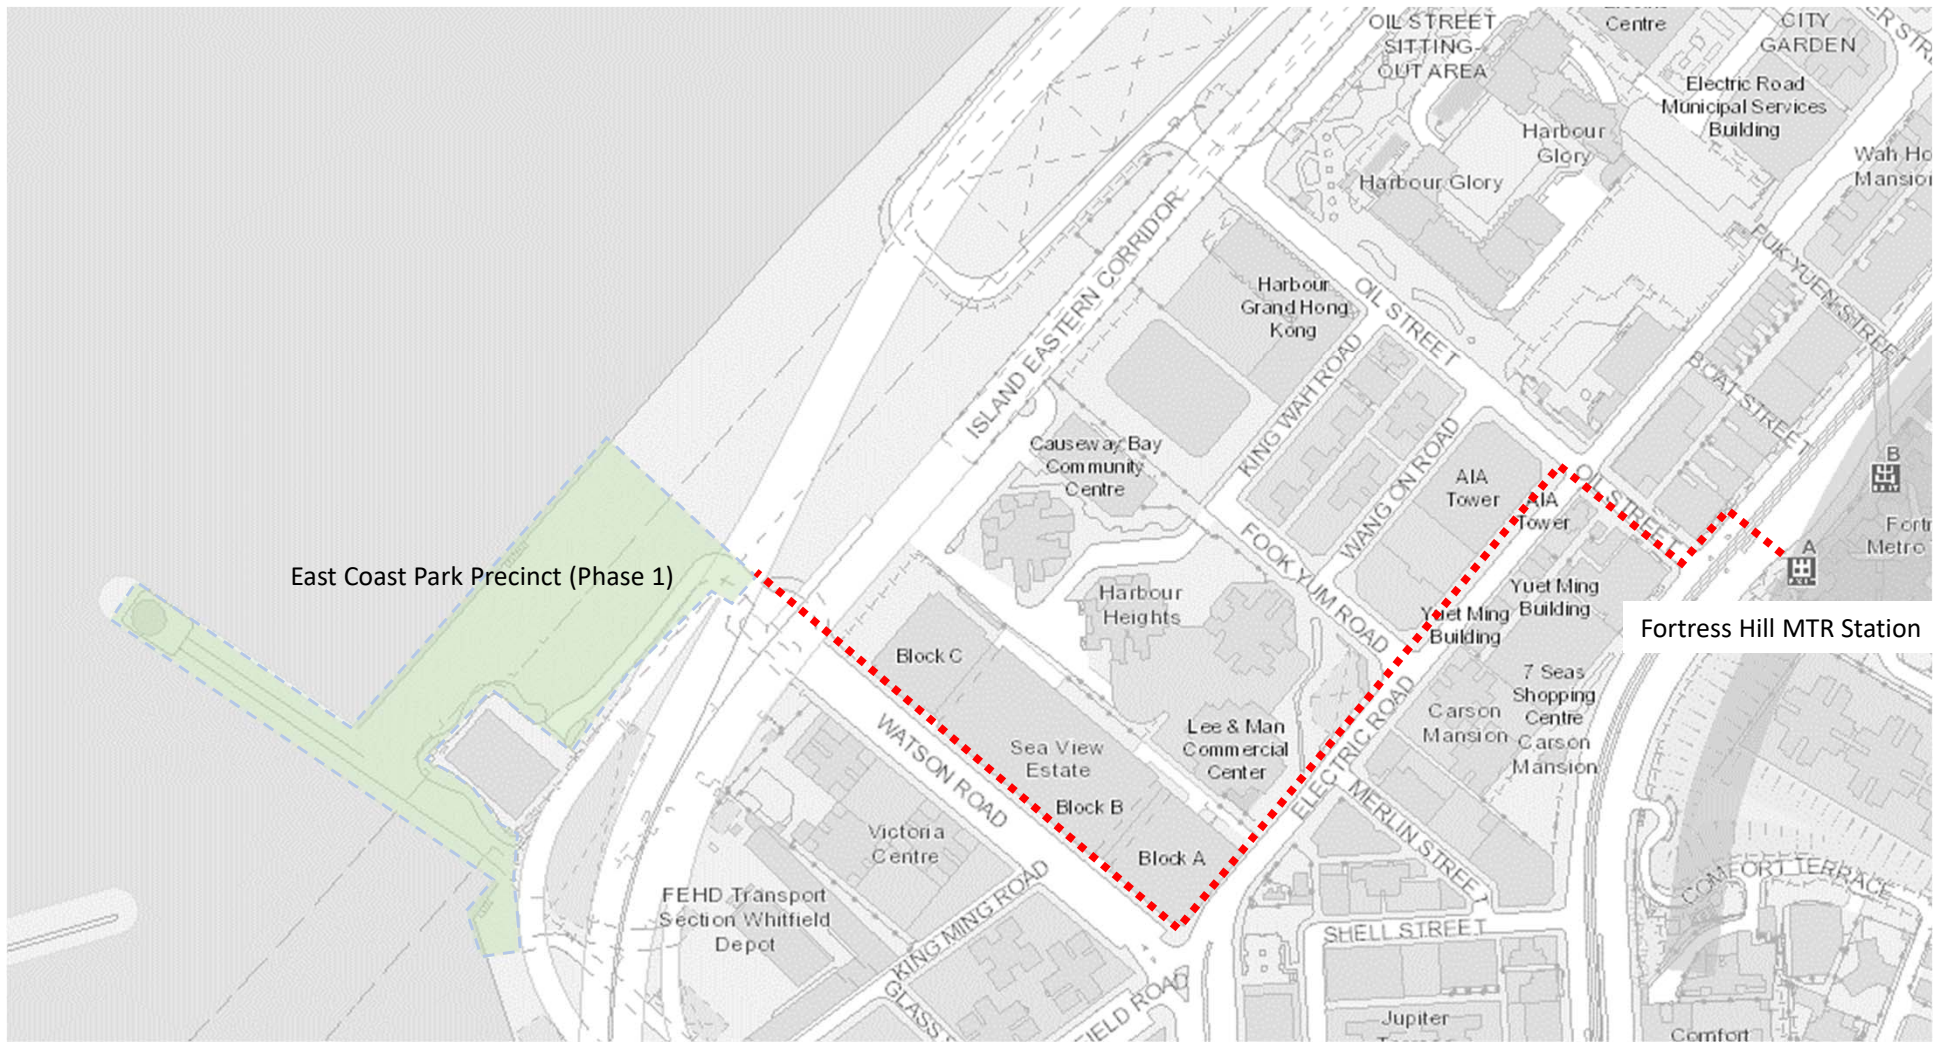 OIL STREET
SITTING-
OUT AREA
Centre
CITY
GARDEN
Electric Road
Municipal Services
Building
Harbour
Glory
Harbour Glory
Wah Ho
Mansion
FUK YUEN STREET
ISLAND EASTERN CORRIDOR
Harbour
Grand Hong
Kong
OIL STREET
BOAT STREET
KING WAH ROAD
Causeway Bay
Community
Centre
WANG ON ROAD
AIA
Tower
AIA
Tower
OIL STREET
B
Fortr
Metro
A
East Coast Park Precinct (Phase 1)
FOOK YUM ROAD
Harbour
Heights
Yuet Ming
Building
Yuet Ming
Building
Fortress Hill MTR Station
Block C
7 Seas
Shopping
Centre
Carson
Mansion
Carson
Mansion
ELECTRIC ROAD
Lee & Man
Commercial
Center
WATSON ROAD
Sea View
Estate
Block B
Block A
MERLIN STREET
Victoria
Centre
COMFORT TERRACE
FEHD Transport
Section Whitfield
Depot
KING MING ROAD
SHELL STREET
GLASS
FIELD ROAD
Jupiter
Comfort